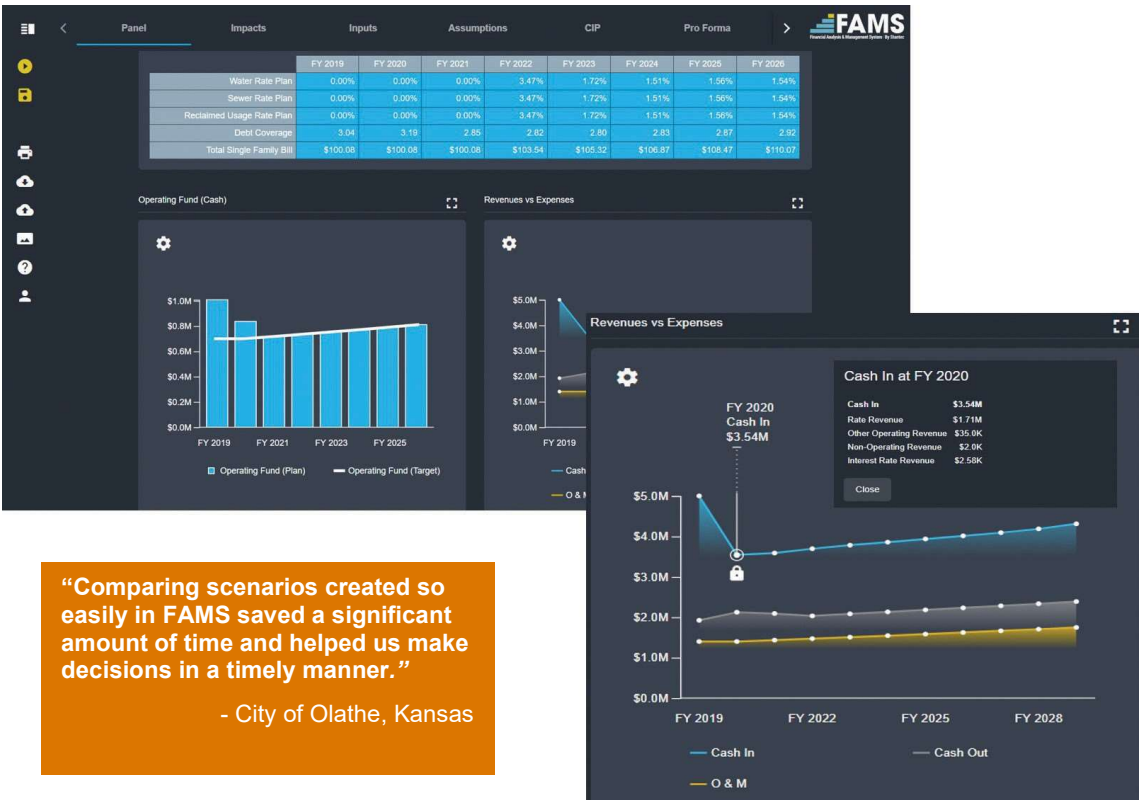 Panel Impacts Inputs Assumptions CIP Pro Forma
FAMS
Financial Analysis & Management System - By Stantec
FY 2019 FY 2020 FY 2021 FY 2022 FY 2023 FY 2024 FY 2025 FY 2026
Water Rate Plan 0.00% 0.00% 0.00% 3.47% 1.72% 1.51% 1.56% 1.54%
Sewer Rate Plan 0.00% 0.00% 0.00% 3.47% 1.72% 1.51% 1.56% 1.54%
Reclaimed Usage Rate Plan 0.00% 0.00% 0.00% 3.47% 1.72% 1.51% 1.56% 1.54%
Debt Coverage 3.04 3.19 2.85 2.82 2.80 2.83 2.87 2.92
Total Single Family Bill $100.08 $100.08 $100.08 $103.54 $105.32 $106.87 $108.47 $110.07
Operating Fund (Cash)
$1.0M
$0.8M
$0.6M
$0.4M
$0.2M
$0.0M
FY 2019 FY 2021 FY 2023 FY 2025
Operating Fund (Plan) Operating Fund (Target)
Revenues vs Expenses
$5.0M
$4.0M
$3.0M
$2.0M
$1.0M
$0.0M
FY 2019
Cash
O & M
Revenues vs Expenses
FY 2020
Cash In
$3.54M
Cash In at FY 2020
Cash In $3.54M
Rate Revenue $1.71M
Other Operating Revenue $35.0K
Non-Operating Revenue $2.0K
Interest Rate Revenue $2.58K
Close
$5.0M
$4.0M
$3.0M
$2.0M
$1.0M
$0.0M
FY 2019 FY 2022 FY 2025 FY 2028
Cash In Cash Out
O & M
“Comparing scenarios created so
easily in FAMS saved a significant
amount of time and helped us make
decisions in a timely manner.”
- City of Olathe, Kansas